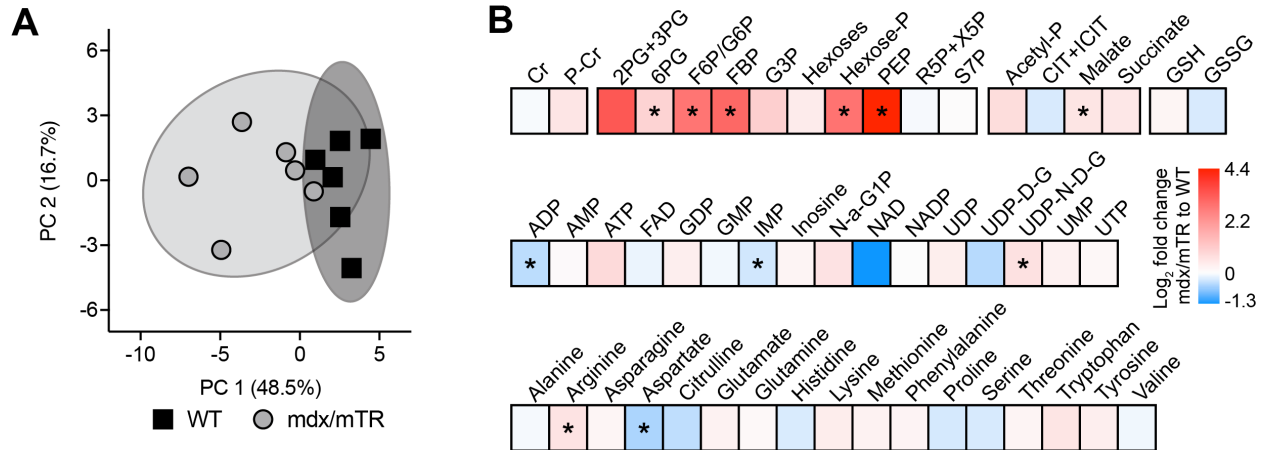 A
6
3
0
-3
-6
PC 2 (16.7%)
-10 -5 0 5
PC 1 (48.5%)
WT mdx/mTR
B
Cr P-Cr 2PG+3PG 6PG F6P/G6P FBP G3P Hexoses Hexose-P PEP R5P+X5P S7P Acetyl-P CIT+ICIT Malate Succinate GSH GSSG
* * * * * *
ADP AMP ATP FAD GDP GMP IMP Inosine N-a-G1P NAD NADP UDP UDP-D-G UDP-N-D-G UMP UTP
* * *
Alanine Arginine Asparagine Aspartate Citrulline Glutamate Glutamine Histidine Lysine Methionine Phenylalanine Proline Serine Threonine Tryptophan Tyrosine Valine
* *
Log2 fold change
mdx/mTR to WT
4.4
2.2
0
-1.3